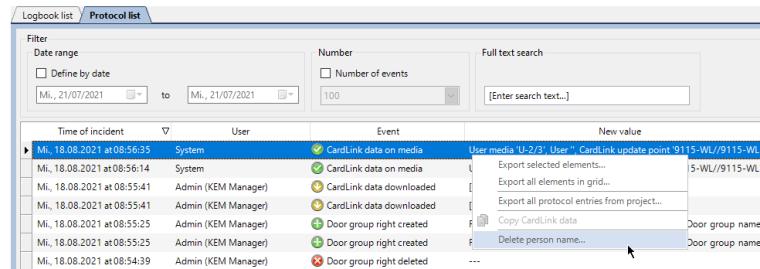 Logbook list Protocol list
Filter
Date range Number Full text search
Define by date Number of events
Mi., 21/07/2021 to Mi., 21/07/2021 100 [Enter search text...]
Time of incident User Event New value
Mi., 18.08.2021 at 08:56:35 System CardLink data on media User media 'U-2/3', User '', CardLink update point '9115-WL//9115-WL
Mi., 18.08.2021 at 08:56:14 System CardLink data on media 15-WL//9115-WL
Mi., 18.08.2021 at 08:55:41 Admin (KEM Manager) CardLink data downloaded [
Mi., 18.08.2021 at 08:55:41 Admin (KEM Manager) CardLink data downloaded [
Mi., 18.08.2021 at 08:55:25 Admin (KEM Manager) Door group right created Door group name
Mi., 18.08.2021 at 08:55:25 Admin (KEM Manager) Door group right created Door group name
Mi., 18.08.2021 at 08:54:39 Admin (KEM Manager) Door group right deleted ---
Export selected elements...
Export all elements in grid...
Export all protocol entries from project...
Copy CardLink data
Delete person name...